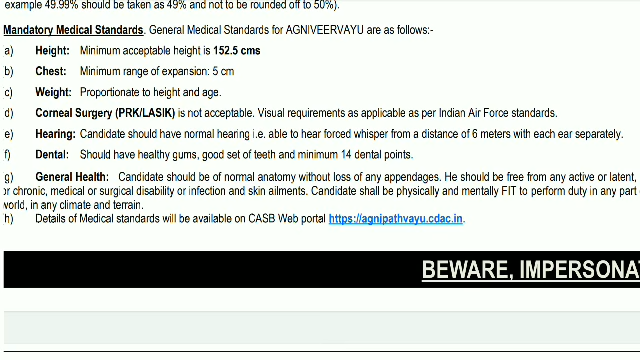 example 49.99% should be taken as 49% and not to be rounded off to 50%).
Mandatory Medical Standards. General Medical Standards for AGNIVEERVAYU are as follows:-
a) Height: Minimum acceptable height is 152.5 cms
b) Chest: Minimum range of expansion: 5 cm
c) Weight: Proportionate to height and age.
d) Corneal Surgery (PRK/LASIK) is not acceptable. Visual requirements as applicable as per Indian Air Force standards.
e) Hearing: Candidate should have normal hearing i.e. able to hear forced whisper from a distance of 6 meters with each ear separately.
f) Dental: Should have healthy gums, good set of teeth and minimum 14 dental points.
g) General Health: Candidate should be of normal anatomy without loss of any appendages. He should be free from any active or latent,
or chronic, medical or surgical disability or infection and skin ailments. Candidate shall be physically and mentally FIT to perform duty in any part
world, in any climate and terrain.
h) Details of Medical standards will be available on CASB Web portal https://agnipathvayu.cdac.in.
BEWARE, IMPERSONA